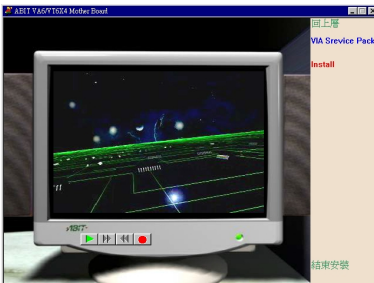 ABIT VA6/VT6X4 Mother Board
回上層
VIA Srevice Pack
Install
ABIT
結束安裝